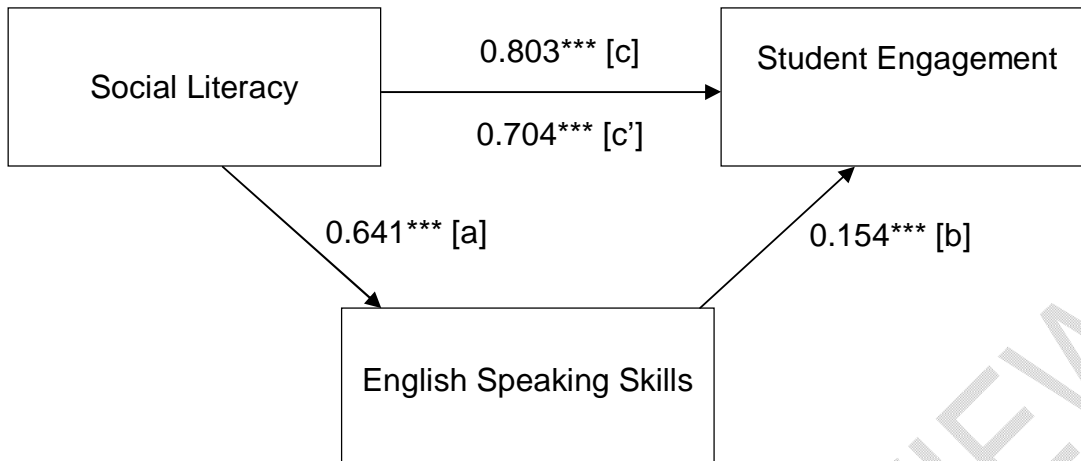 0.803*** [c]
Social Literacy
Student Engagement
0.704*** [c’]
0.641*** [a]
0.154*** [b]
English Speaking Skills